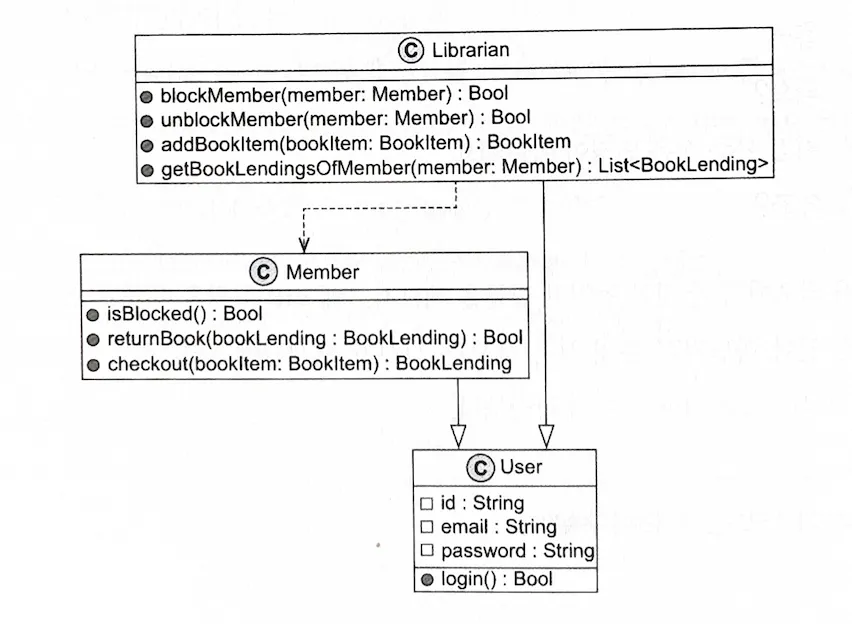 C Librarian
blockMember(member: Member) : Bool
unblockMember(member: Member) : Bool
addBookItem(bookItem: BookItem) : BookItem
getBookLendingsOfMember(member: Member) : List<BookLending>
C Member
isBlocked() : Bool
returnBook(bookLending : BookLending) : Bool
checkout(bookItem: BookItem) : BookLending
C User
id : String
email : String
password : String
login() : Bool